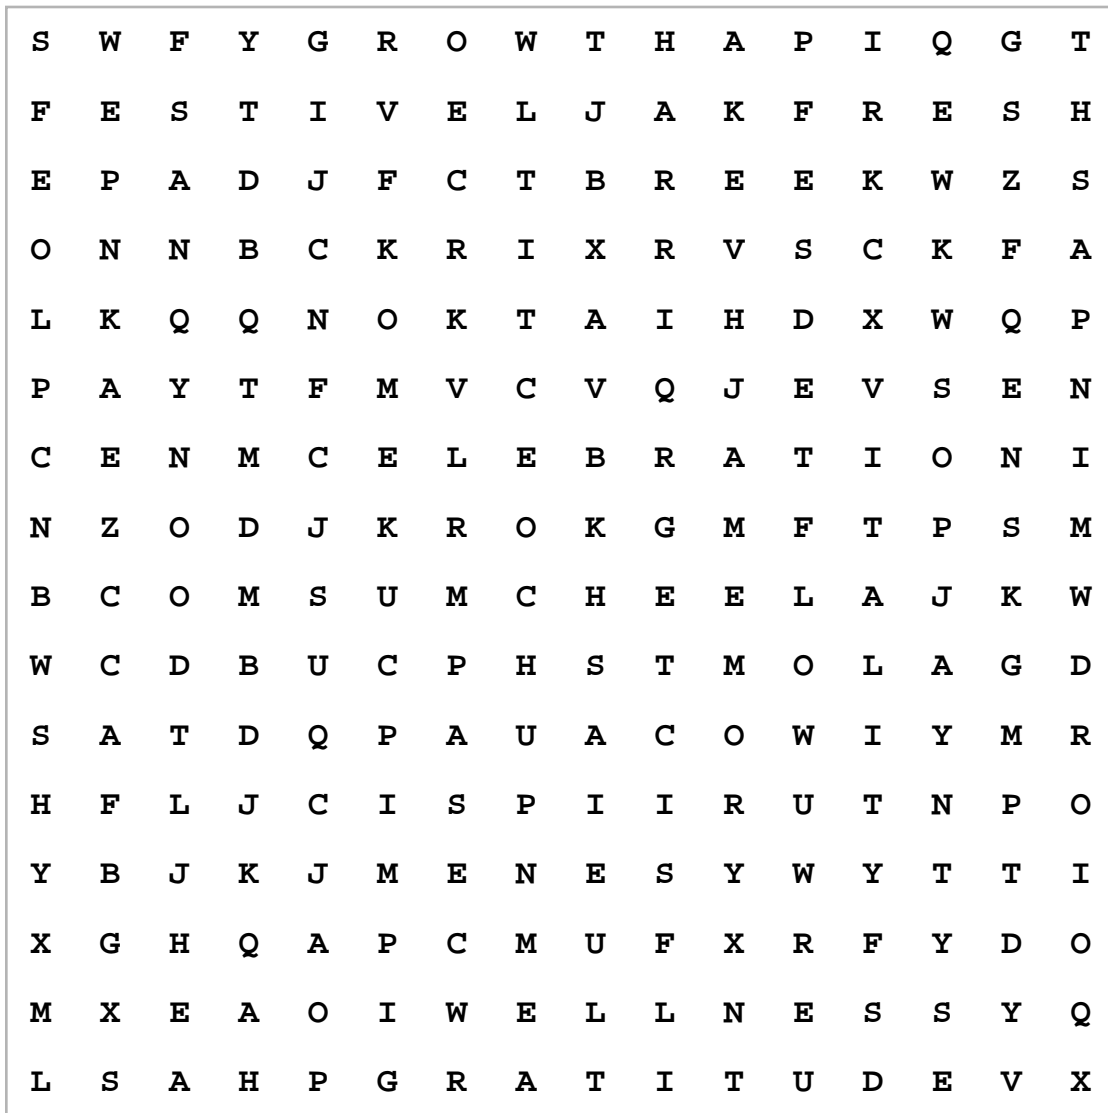 S W F Y G R O W T H A P I Q G T
F E S T I V E L J A K F R E S H
E P A D J F C T B R E E K W Z S
O N N B C K R I X R V S C K F A
L K Q Q N O K T A I H D X W Q P
P A Y T F M V C V Q J E V S E N
C E N M C E L E B R A T I O N I
N Z O D J K R O K G M F T P S M
B C O M S U M C H E E L A J K W
W C D B U C P H S T M O L A G D
S A T D Q P A U A C O W I Y M R
H F L J C I S P I I R U T N P O
Y B J K J M E N E S Y W Y T T I
X G H Q A P C M U F X R F Y D O
M X E A O I W E L L N E S S Y Q
L S A H P G R A T I T U D E V X